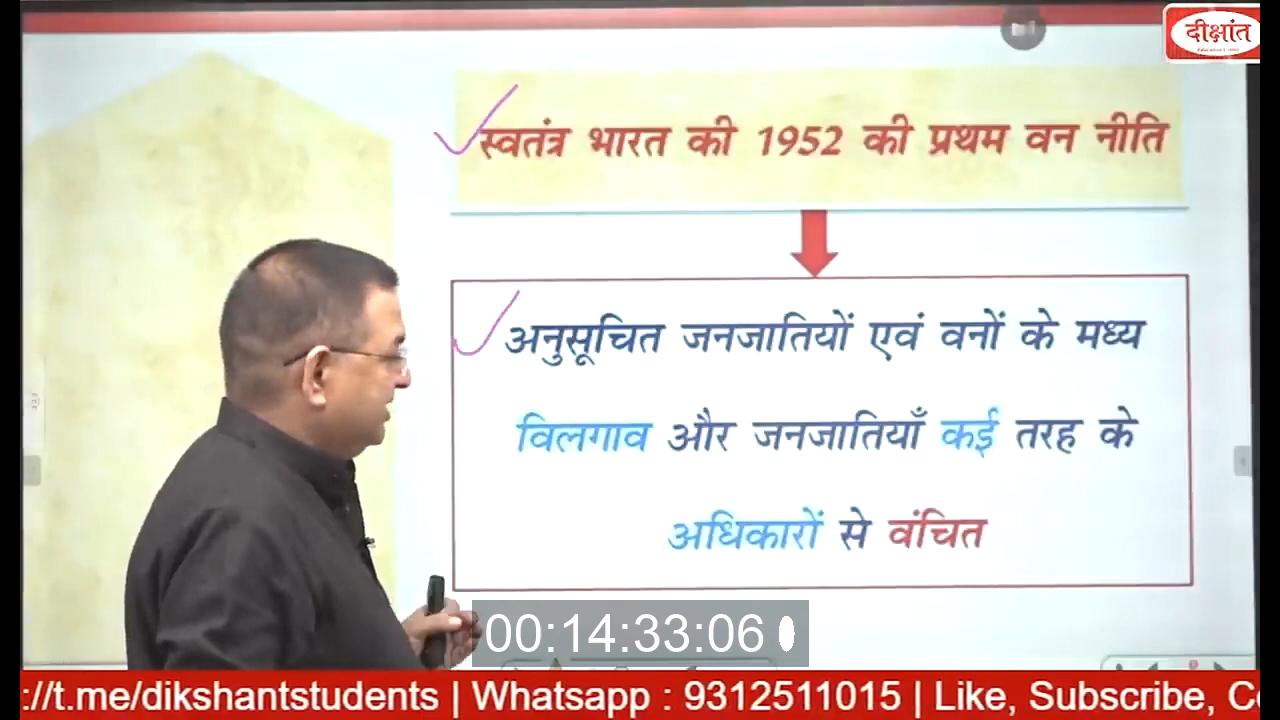 दीक्षांत
स्वतंत्र भारत की 1952 की प्रथम वन नीति
अनुसूचित जनजातियों एवं वनों के मध्य
विलगाव और जनजातियाँ कई तरह के
अधिकारों से वंचित
00:14:33:06
://t.me/dikshantstudents | Whatsapp : 9312511015 | Like, Subscribe, Co